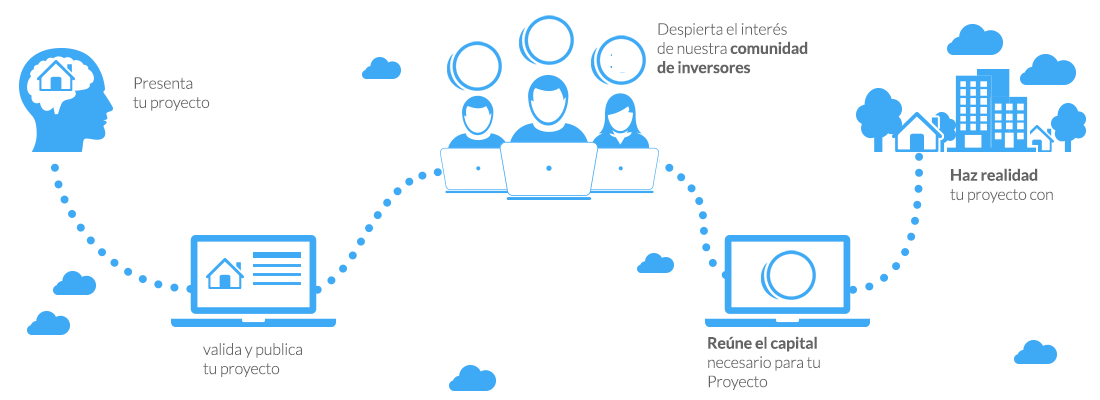 Presenta
tu proyecto
valida y publica
tu proyecto
Despierta el interés
de nuestra comunidad
de inversores
Reúne el capital
necesario para tu
Proyecto
Haz realidad
tu proyecto con